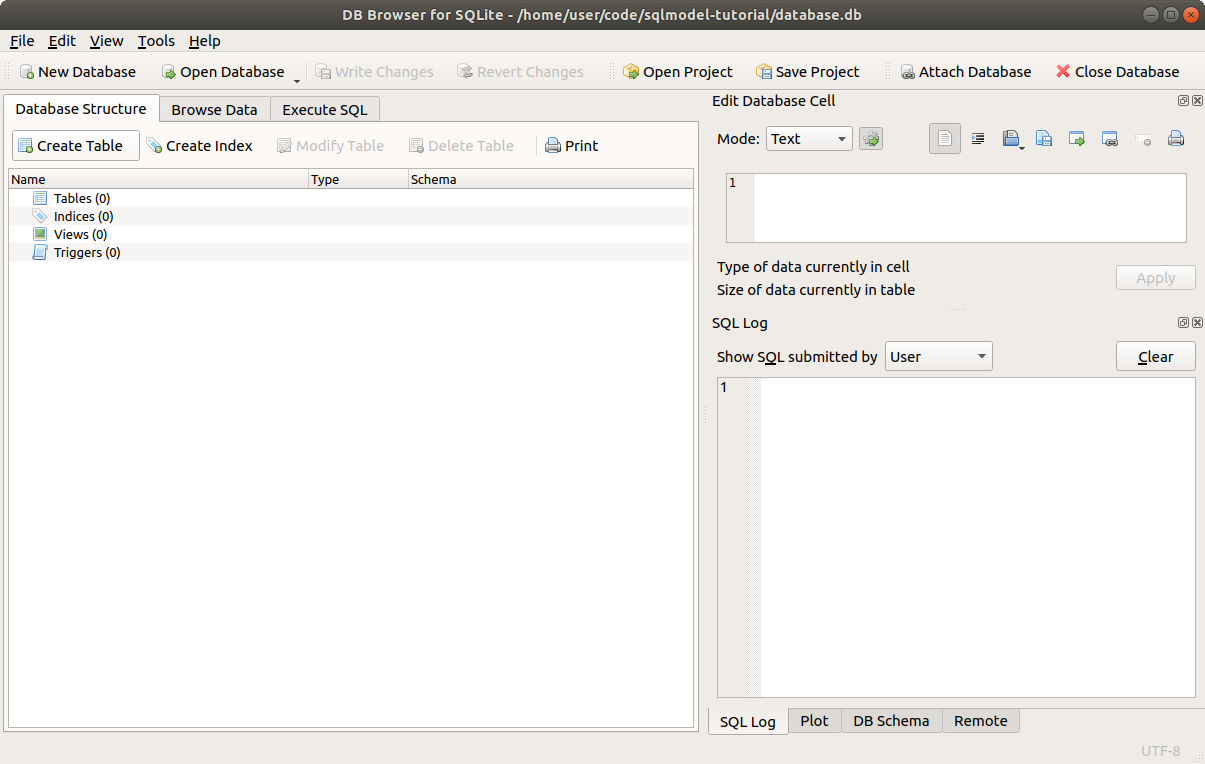 DB Browser for SQLite - /home/user/code/sqlmodel-tutorial/database.db
File Edit View Tools Help
New Database Open Database Write Changes Revert Changes Open Project Save Project Attach Database Close Database
Database Structure Browse Data Execute SQL
Create Table Create Index Modify Table Delete Table Print
Name Type Schema
Tables (0)
Indices (0)
Views (0)
Triggers (0)
Edit Database Cell
Mode: Text
1
Type of data currently in cell
Size of data currently in table
Apply
SQL Log
Show SQL submitted by User Clear
1
SQL Log Plot DB Schema Remote
UTF-8